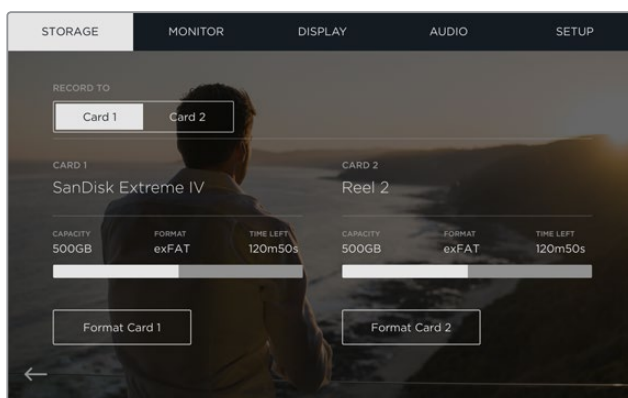 STORAGE MONITOR DISPLAY AUDIO SETUP
RECORD TO
Card 1 Card 2
CARD 1 CARD 2
SanDisk Extreme IV Reel 2
CAPACITY FORMAT TIME LEFT CAPACITY FORMAT TIME LEFT
500GB exFAT 120m50s 500GB exFAT 120m50s
Format Card 1 Format Card 2